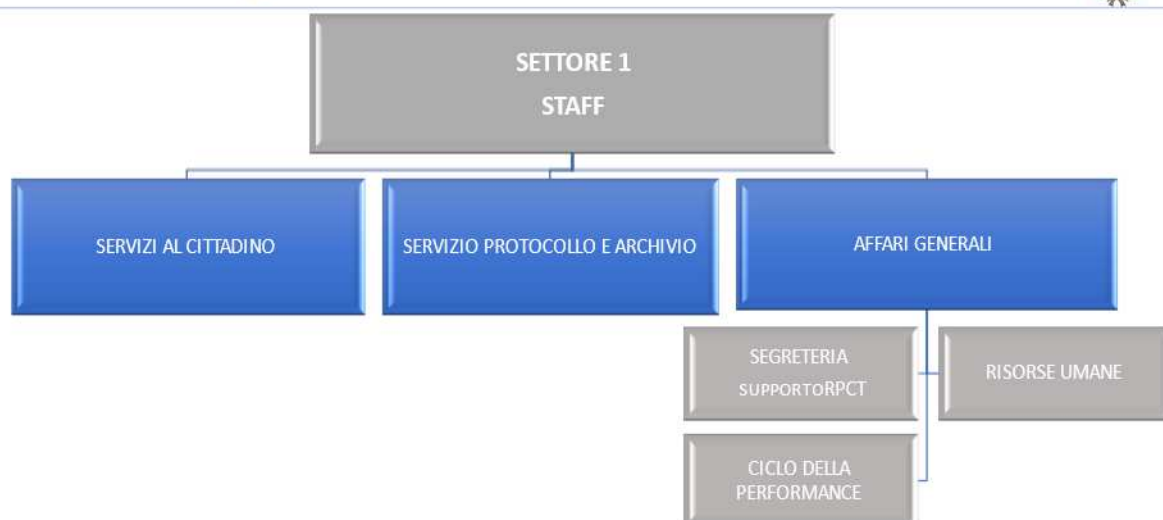 SETTORE 1
STAFF
SERVIZI AL CITTADINO
SERVIZIO PROTOCOLLO E ARCHIVIO
AFFARI GENERALI
SEGRETERIA
SUPPORTORPCT
RISORSE UMANE
CICLO DELLA
PERFORMANCE